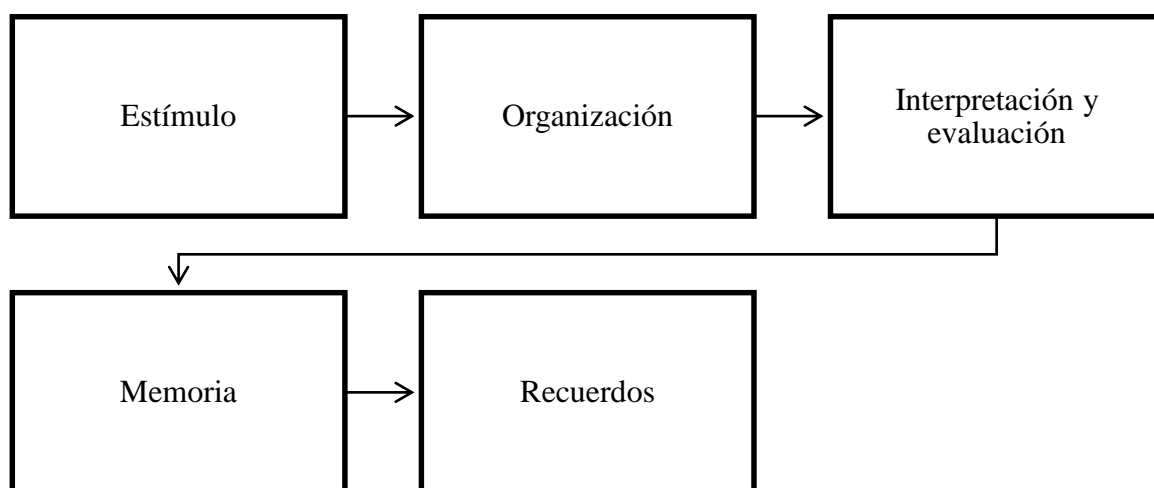 Estímulo
Organización
Interpretación y
evaluación
Memoria
Recuerdos